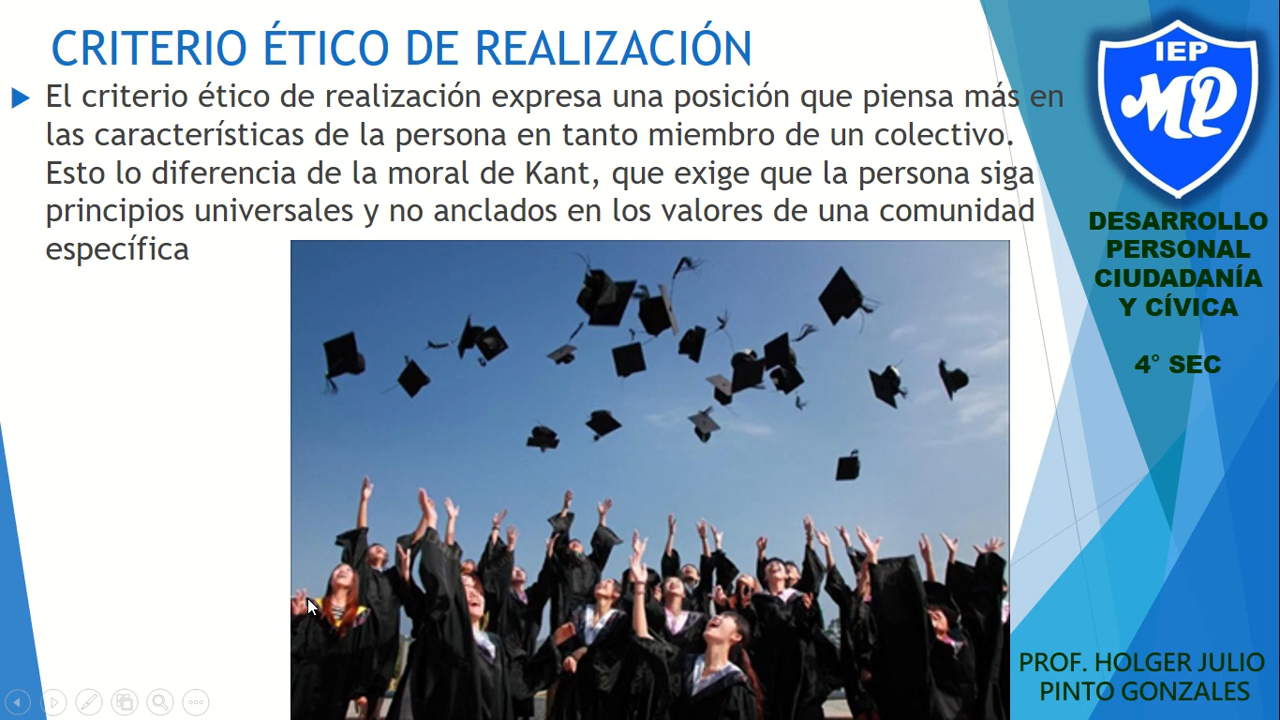 CRITERIO ÉTICO DE REALIZACIÓN
El criterio ético de realización expresa una posición que piensa más en
las características de la persona en tanto miembro de un colectivo.
Esto lo diferencia de la moral de Kant, que exige que la persona siga
principios universales y no anclados en los valores de una comunidad
específica
IEP
MP
DESARROLLO
PERSONAL
CIUDADANÍA
Y CÍVICA
4° SEC
PROF. HOLGER JULIO
PINTO GONZALES